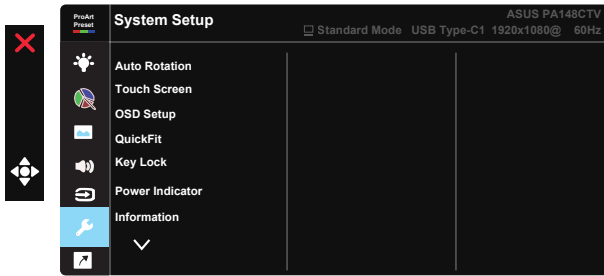 ProArt
Preset
System Setup
ASUS PA148CTV
Standard Mode USB Type-C1 1920x1080@ 60Hz
Auto Rotation
Touch Screen
OSD Setup
QuickFit
Key Lock
Power Indicator
Information